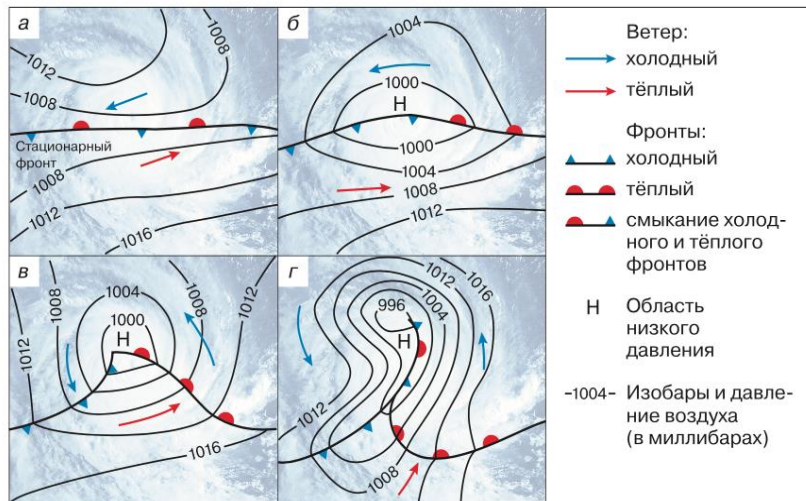 а
1012
1008
1008
Стационарный
фронт
1008
1012
1016
б
1004
1000
Н
1000
1004
1008
1012
в
1012
1008
1004
1000
Н
1008
1012
1016
г
1012
1016
996
1004
Н
1012
1008
Ветер:
холодный
тёплый
Фронты:
холодный
тёплый
смыкание холод-
ного и тёплого
фронтов
Н Область
низкого
давления
-1004- Изобары и давле-
ние воздуха
(в миллибарах)